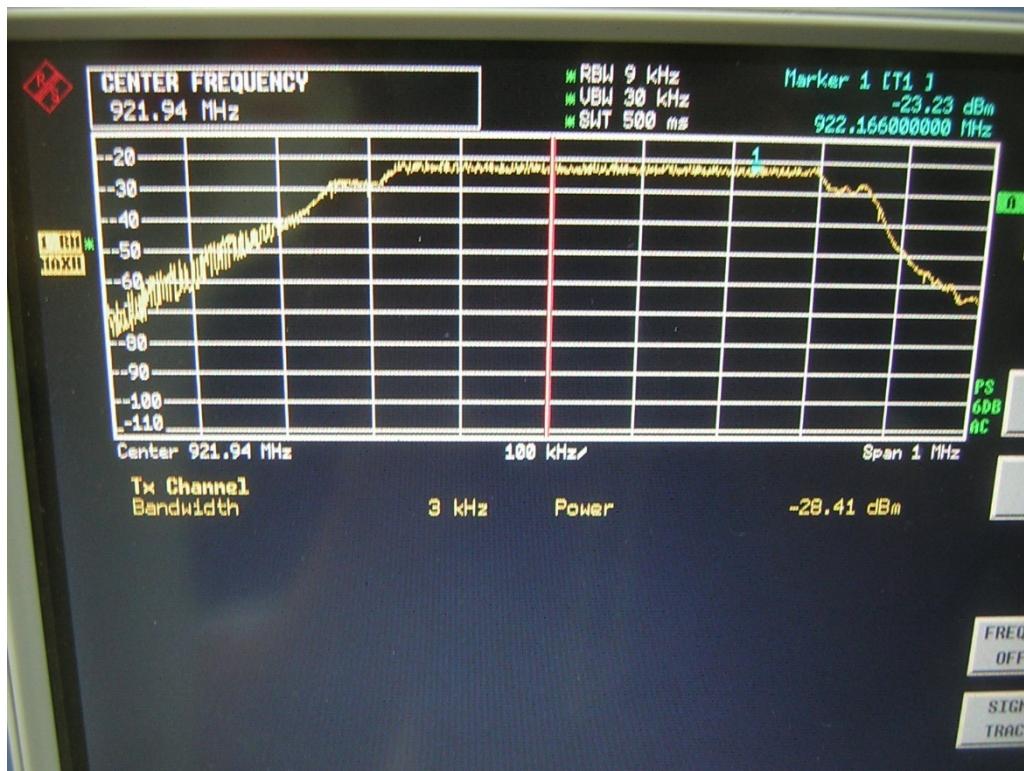 CENTER FREQUENCY
921.94 MHz
*RBW 9 kHz
*VBW 30 kHz
*SWT 500 ms
Marker 1 [T1 ]
-23.23 dBm
922.166000000 MHz
1
-20
-30
-40
-50
-60
-80
-90
-100
-110
1 RM *
MAXH
A
PS
6DB
AC
Center 921.94 MHz
100 kHz/
Span 1 MHz
Tx Channel
Bandwidth 3 kHz Power -28.41 dBm
FREQ
OFF
SIGN
TRAC